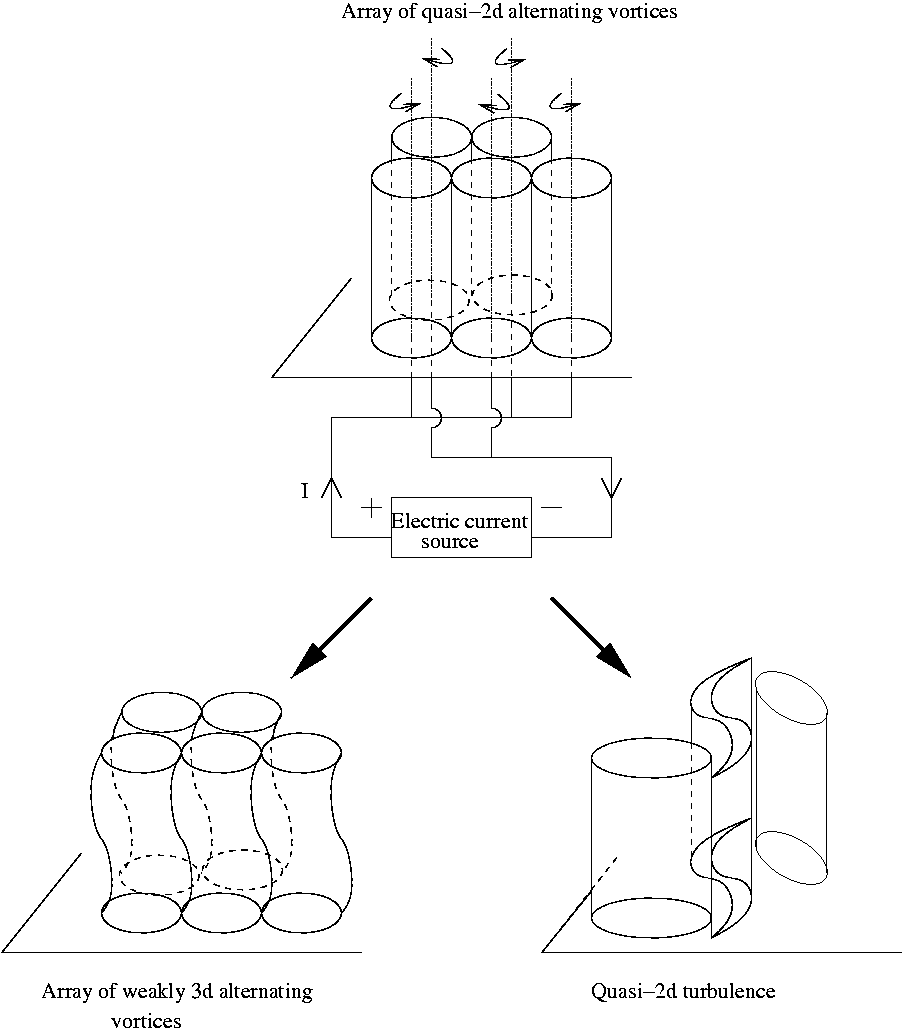 Array of quasi−2d alternating vortices
I
+
−
Electric current
source
Array of weakly 3d alternating
vortices
Quasi−2d turbulence